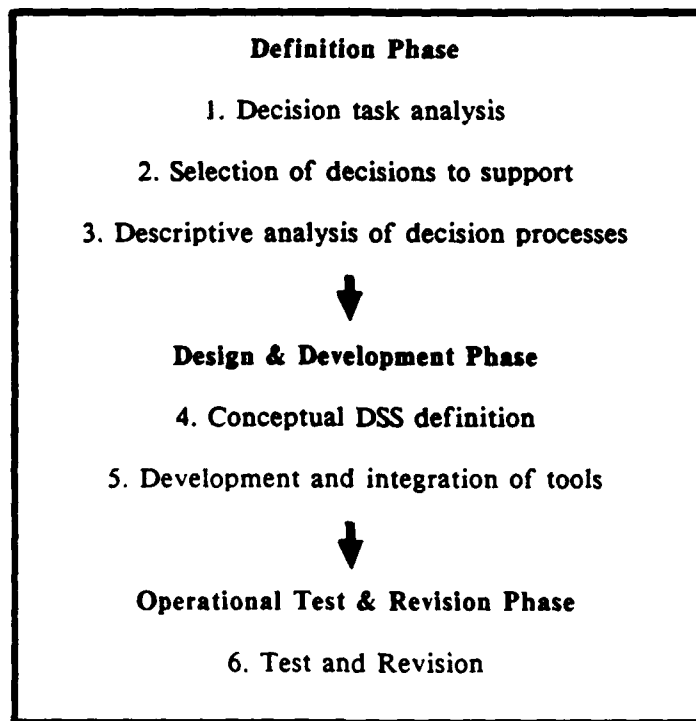 Definition Phase
1. Decision task analysis
2. Selection of decisions to support
3. Descriptive analysis of decision processes
Design & Development Phase
4. Conceptual DSS definition
5. Development and integration of tools
Operational Test & Revision Phase
6. Test and Revision